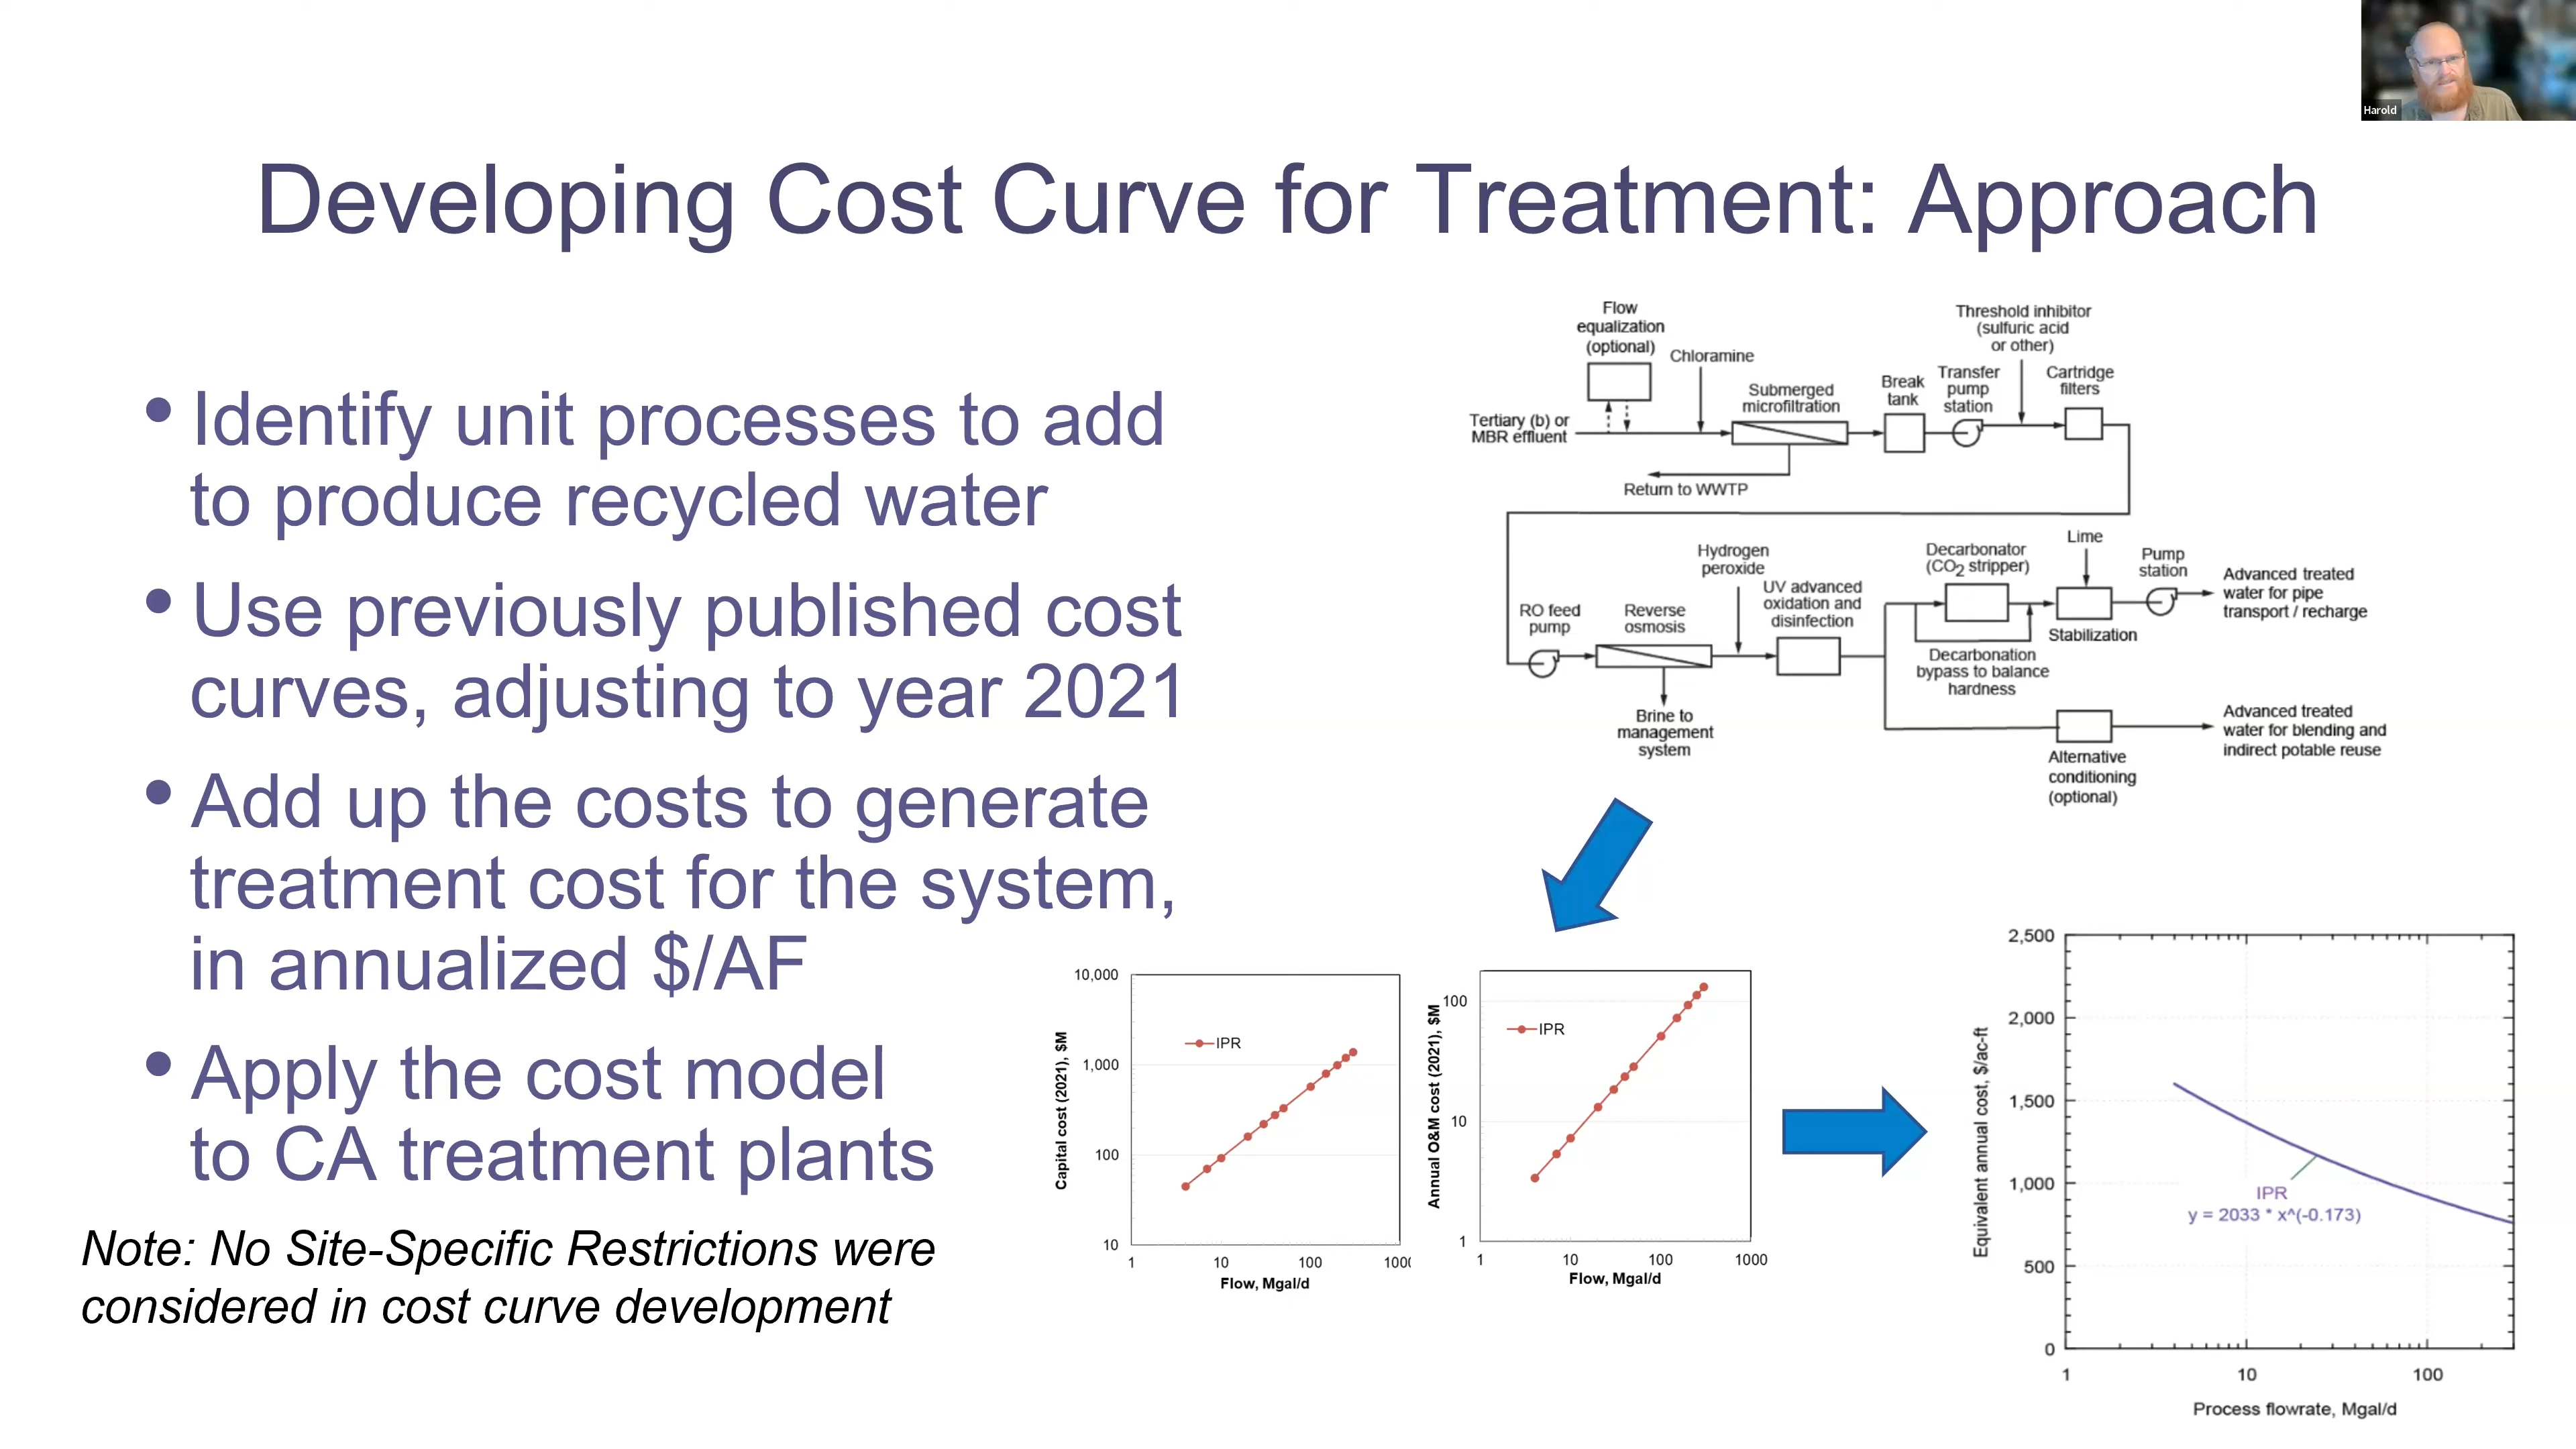 Harold
Developing Cost Curve for Treatment: Approach
• Identify unit processes to add
to produce recycled water
• Use previously published cost
curves, adjusting to year 2021
• Add up the costs to generate
treatment cost for the system,
in annualized $/AF
• Apply the cost model
to CA treatment plants
Note: No Site-Specific Restrictions were
considered in cost curve development
Flow
equalization
(optional)
Chloramine
Threshold inhibitor
(sulfuric acid
or other)
Tertiary (b) or
MBR effluent
Submerged
microfiltration
Break
tank
Transfer
pump
station
Cartridge
filters
Return to WWTP
RO feed
pump
Reverse
osmosis
Hydrogen
peroxide
UV advanced
oxidation and
disinfection
Decarbonator
(CO2 stripper)
Lime
Pump
station
Stabilization
Advanced treated
water for pipe
transport / recharge
Decarbonation
bypass to balance
hardness
Brine to
management
system
Alternative
conditioning
(optional)
Advanced treated
water for blending and
indirect potable reuse
Capital cost (2021), $M
10,000
1,000
100
10
IPR
1
10
100
1000
Flow, Mgal/d
Annual O&M cost (2021), $M
100
10
1
IPR
1
10
100
1000
Flow, Mgal/d
Equivalent annual cost, $/ac-ft
2,500
2,000
1,500
1,000
500
0
IPR
y = 2033 * x^(-0.173)
1
10
100
Process flowrate, Mgal/d